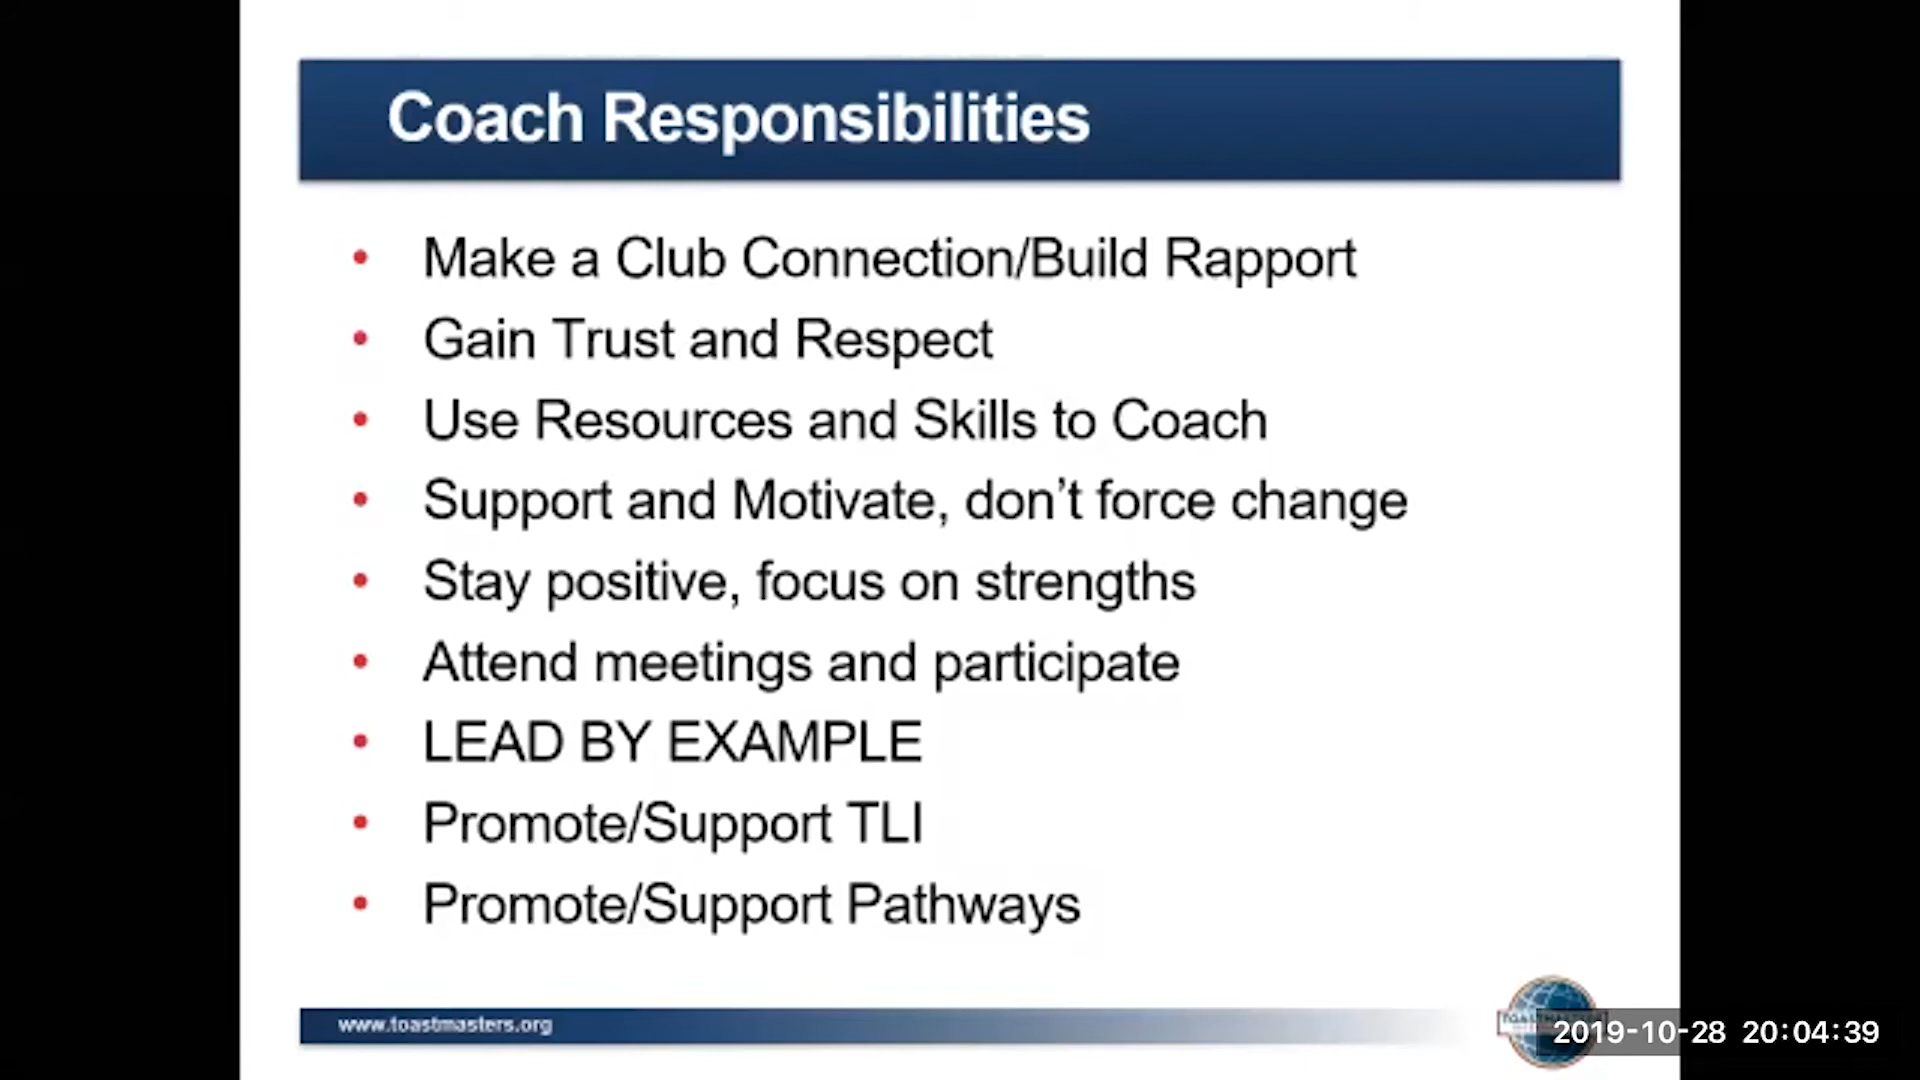 Coach Responsibilities
• Make a Club Connection/Build Rapport
• Gain Trust and Respect
• Use Resources and Skills to Coach
• Support and Motivate, don’t force change
• Stay positive, focus on strengths
• Attend meetings and participate
• LEAD BY EXAMPLE
• Promote/Support TLI
• Promote/Support Pathways
www.toastmasters.org
2019-10-28 20:04:39